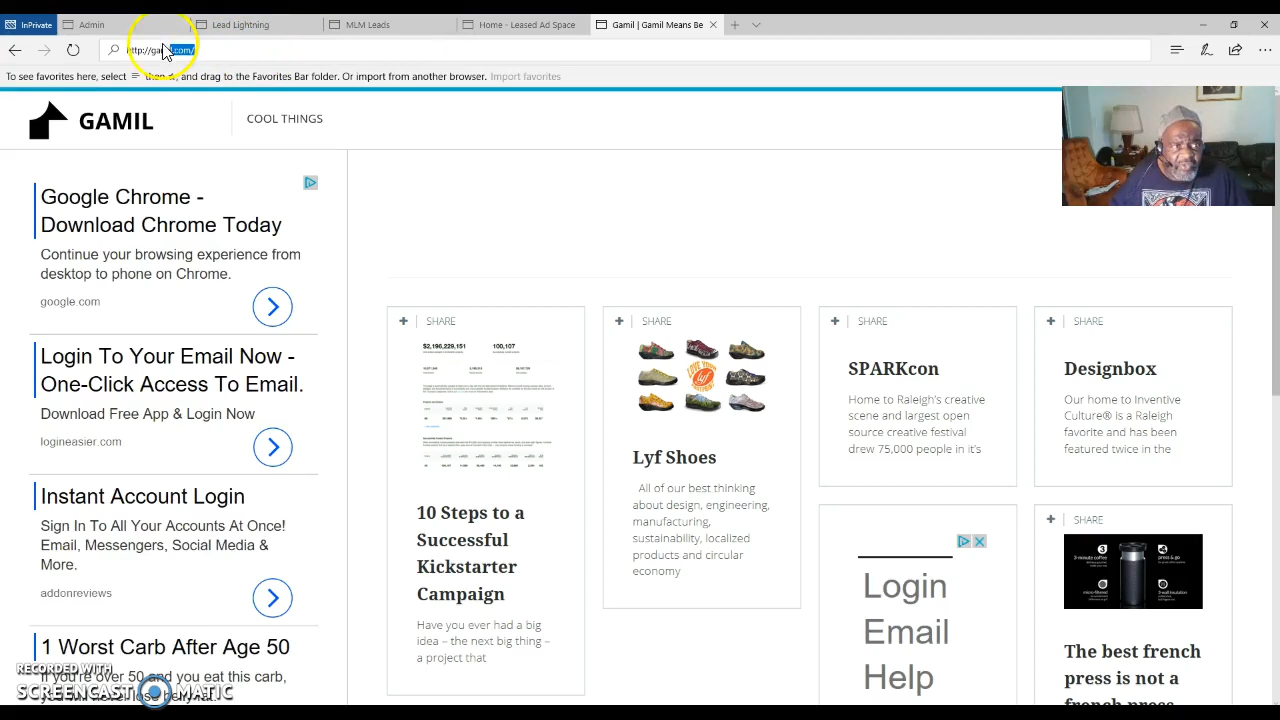 InPrivate
Admin
Lead Lightning
MLM Leads
Home - Leased Ad Space
Gamil | Gamil Means Be
.com/
To see favorites here, select
and drag to the Favorites Bar folder. Or import from another browser. Import favorites
GAMIL
COOL THINGS
Google Chrome -
Download Chrome Today
Continue your browsing experience from
desktop to phone on Chrome.
google.com
Login To Your Email Now -
One-Click Access To Email.
Download Free App & Login Now
logineasier.com
Instant Account Login
Sign In To All Your Accounts At Once!
Email, Messengers, Social Media &
More.
addonreviews
1 Worst Carb After Age 50
If you're over 50 and you eat this carb,
RECORDED WITH
SCREENCAST MATIC
SHARE
$2,196,229,151
100,107
10 Steps to a
Successful
Kickstarter
Campaign
Have you ever had a big
idea – the next big thing –
a project that
SHARE
Lyf Shoes
All of our best thinking
about design, engineering,
manufacturing,
sustainability, localized
products and circular
economy
SHARE
SPARKcon
Home to Raleigh's creative
scene and largest open
source creative festival
drew 75,000 people in it's
Login
Email
Help
SHARE
Designbox
Our home to Inventive
Culture® is a Raleigh
favorite and has been
featured twice in the
SHARE
The best french
press is not a
french press